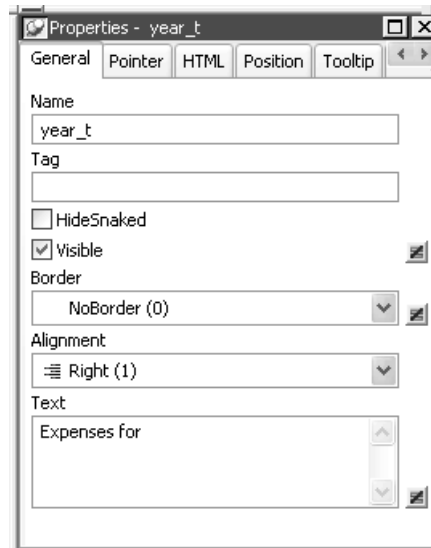 Properties - year_t
General Pointer HTML Position Tooltip
Name
year_t
Tag
HideSnaked
Visible
Border
NoBorder (0)
Alignment
Right (1)
Text
Expenses for